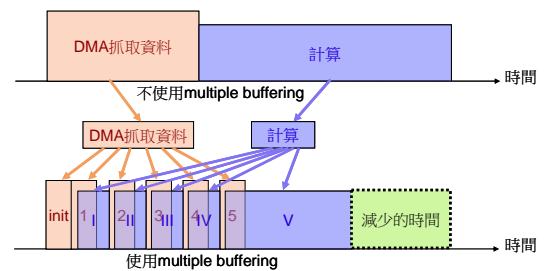 DMA抓取資料
計算
時間
不使用multiple buffering
DMA抓取資料
計算
init
1 I
2 II
3 III
4 IV
5
V
減少的時間
時間
使用multiple buffering